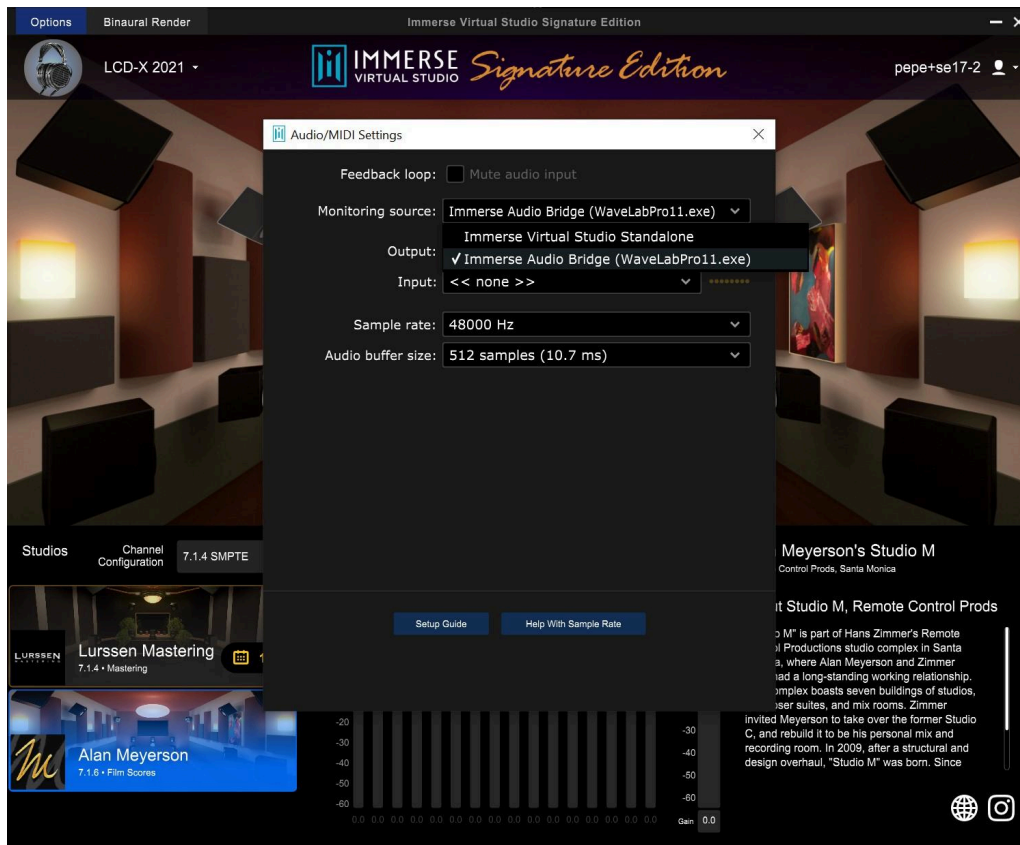 Options Binaural Render Immerse Virtual Studio Signature Edition
LCD-X 2021
IMMERSE
VIRTUAL STUDIO
Signature Edition
pepe+se17-2
Audio/MIDI Settings
Feedback loop: Mute audio input
Monitoring source: Immerse Audio Bridge (WaveLabPro11.exe)
Immerse Virtual Studio Standalone
Output: ✓ Immerse Audio Bridge (WaveLabPro11.exe)
Input: << none >>
Sample rate: 48000 Hz
Audio buffer size: 512 samples (10.7 ms)
Setup Guide Help With Sample Rate
Studios
Channel
Configuration
7.1.4 SMPTE
LURSSEN
MASTERING
Lurssen Mastering
7.1.4 • Mastering
Alan Meyerson
7.1.6 • Film Scores
-20
-30
-40
-50
-60
0.0 0.0 0.0 0.0 0.0 0.0 0.0 0.0 0.0 0.0 0.0 0.0 0.0 0.0 0.0 0.0
-30
-40
-50
-60
Gain 0.0
Meyerson's Studio M
Control Prods, Santa Monica
Studio M, Remote Control Prods
M" is part of Hans Zimmer's Remote
Productions studio complex in Santa
where Alan Meyerson and Zimmer
had a long-standing working relationship.
complex boasts seven buildings of studios,
suites, and mix rooms. Zimmer
invited Meyerson to take over the former Studio
C, and rebuild it to be his personal mix and
recording room. In 2009, after a structural and
design overhaul, "Studio M" was born. Since